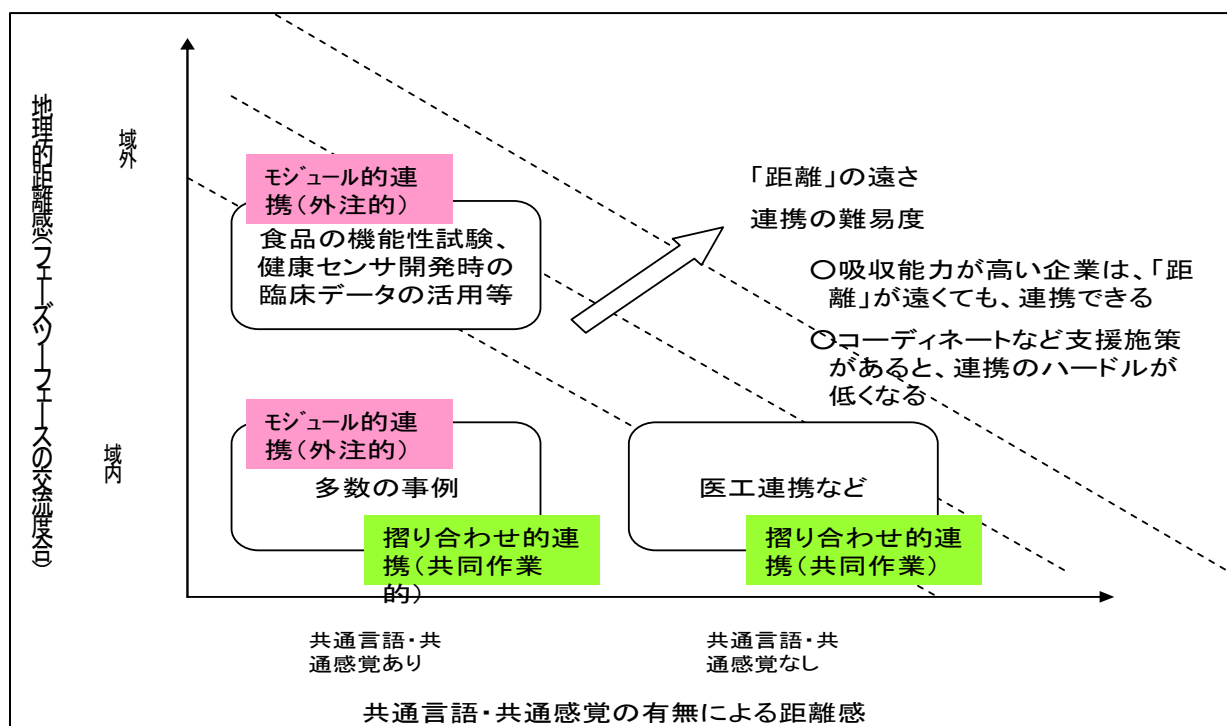 地理的距離感(フェーズツーフェースの交流度合)
域外
域内
モジュール的連
携(外注的)
食品の機能性試験、
健康センサ開発時の
臨床データの活用等
「距離」の遠さ
連携の難易度
○吸収能力が高い企業は、「距
離」が遠くても、連携できる
○コーディネートなど支援施策
があると、連携のハードルが
低くなる
モジュール的連
携(外注的)
多数の事例
摺り合わせ的連
携(共同作業
的)
医工連携など
摺り合わせ的連
携(共同作業)
共通言語・共
通感覚あり
共通言語・共
通感覚なし
共通言語・共通感覚の有無による距離感